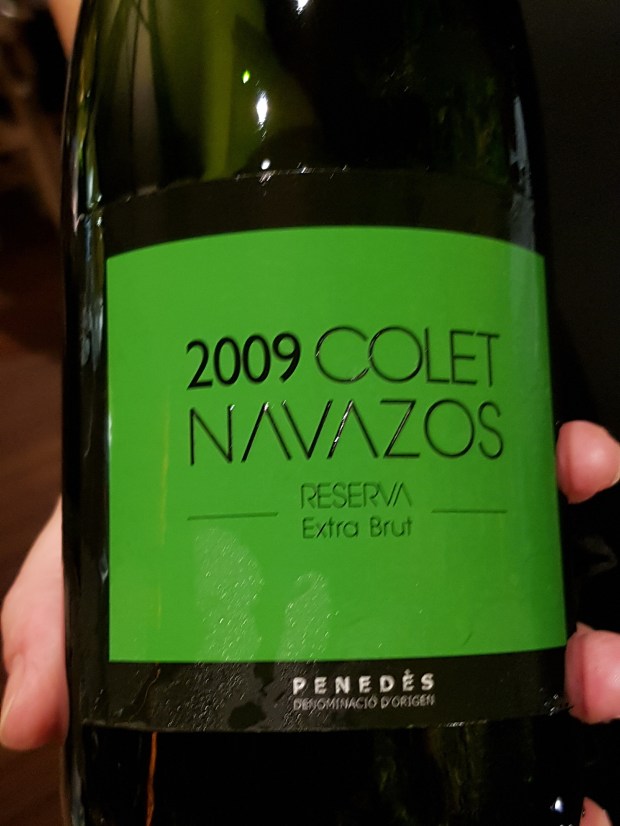 2009 COLET
NAVAZOS
RESERVA
Extra Brut
PENEDÈS
DENOMINACIÓ D'ORIGEN